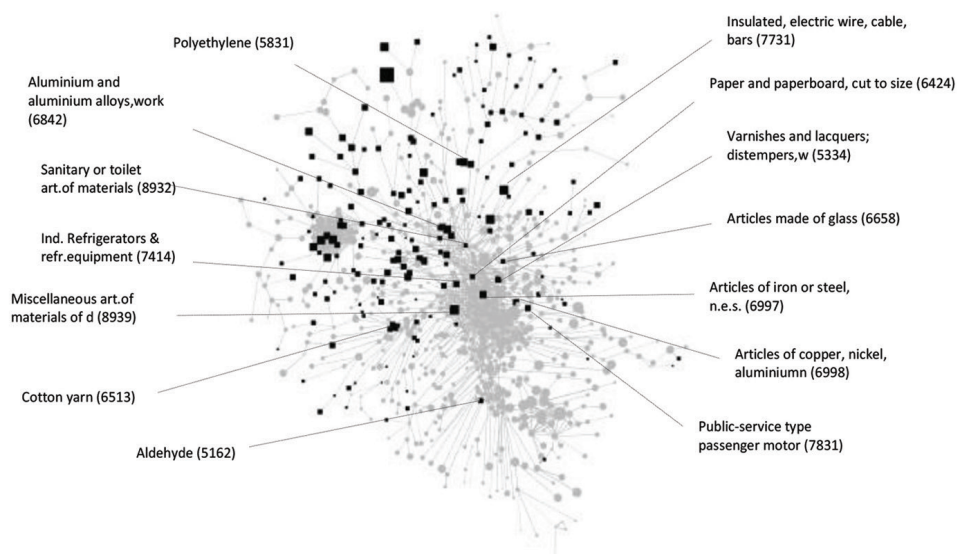 Polyethylene (5831)
Aluminium and
aluminium alloys,work
(6842)
Sanitary or toilet
art.of materials (8932)
Ind. Refrigerators &
refr.equipment (7414)
Miscellaneous art.of
materials of d (8939)
Cotton yarn (6513)
Aldehyde (5162)
Insulated, electric wire, cable,
bars (7731)
Paper and paperboard, cut to size (6424)
Varnishes and lacquers;
distempers,w (5334)
Articles made of glass (6658)
Articles of iron or steel,
n.e.s. (6997)
Articles of copper, nickel,
aluminiumn (6998)
Public-service type
passenger motor (7831)